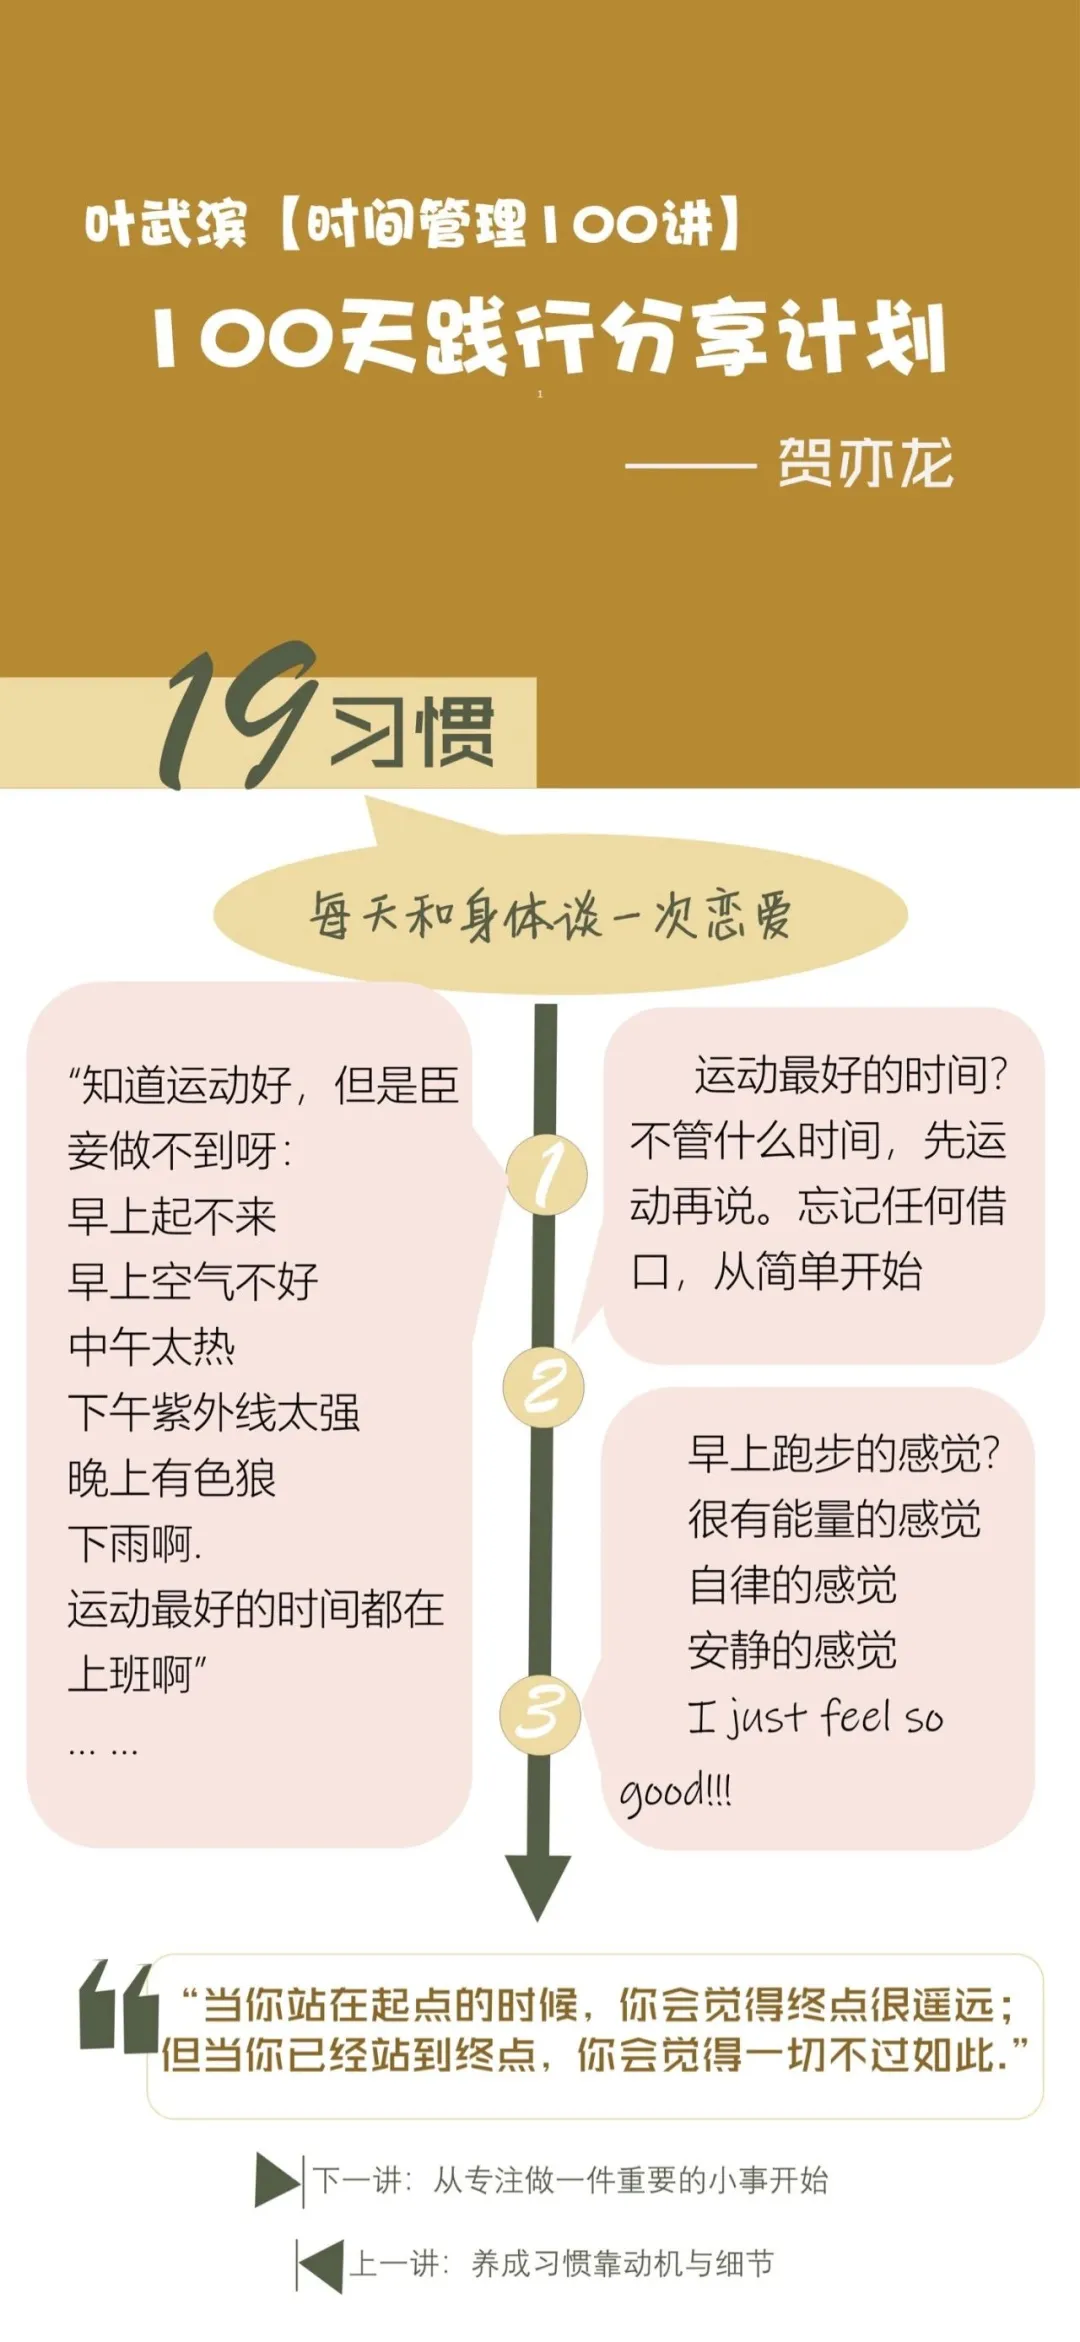 叶武滨【时间管理100讲】
100天践行分享计划
1
—— 贺亦龙
19 习惯
每天和身体谈一次恋爱
“知道运动好，但是臣
妾做不到呀：
早上起不来
早上空气不好
中午太热
下午紫外线太强
晚上有色狼
下雨啊.
运动最好的时间都在
上班啊”
... ...
1
运动最好的时间？
不管什么时间，先运
动再说。忘记任何借
口，从简单开始
2
早上跑步的感觉？
很有能量的感觉
自律的感觉
安静的感觉
I just feel so
good!!!
3
“当你站在起点的时候，你会觉得终点很遥远；
但当你已经站到终点，你会觉得一切不过如此.”
下一讲：从专注做一件重要的小事开始
上一讲：养成习惯靠动机与细节